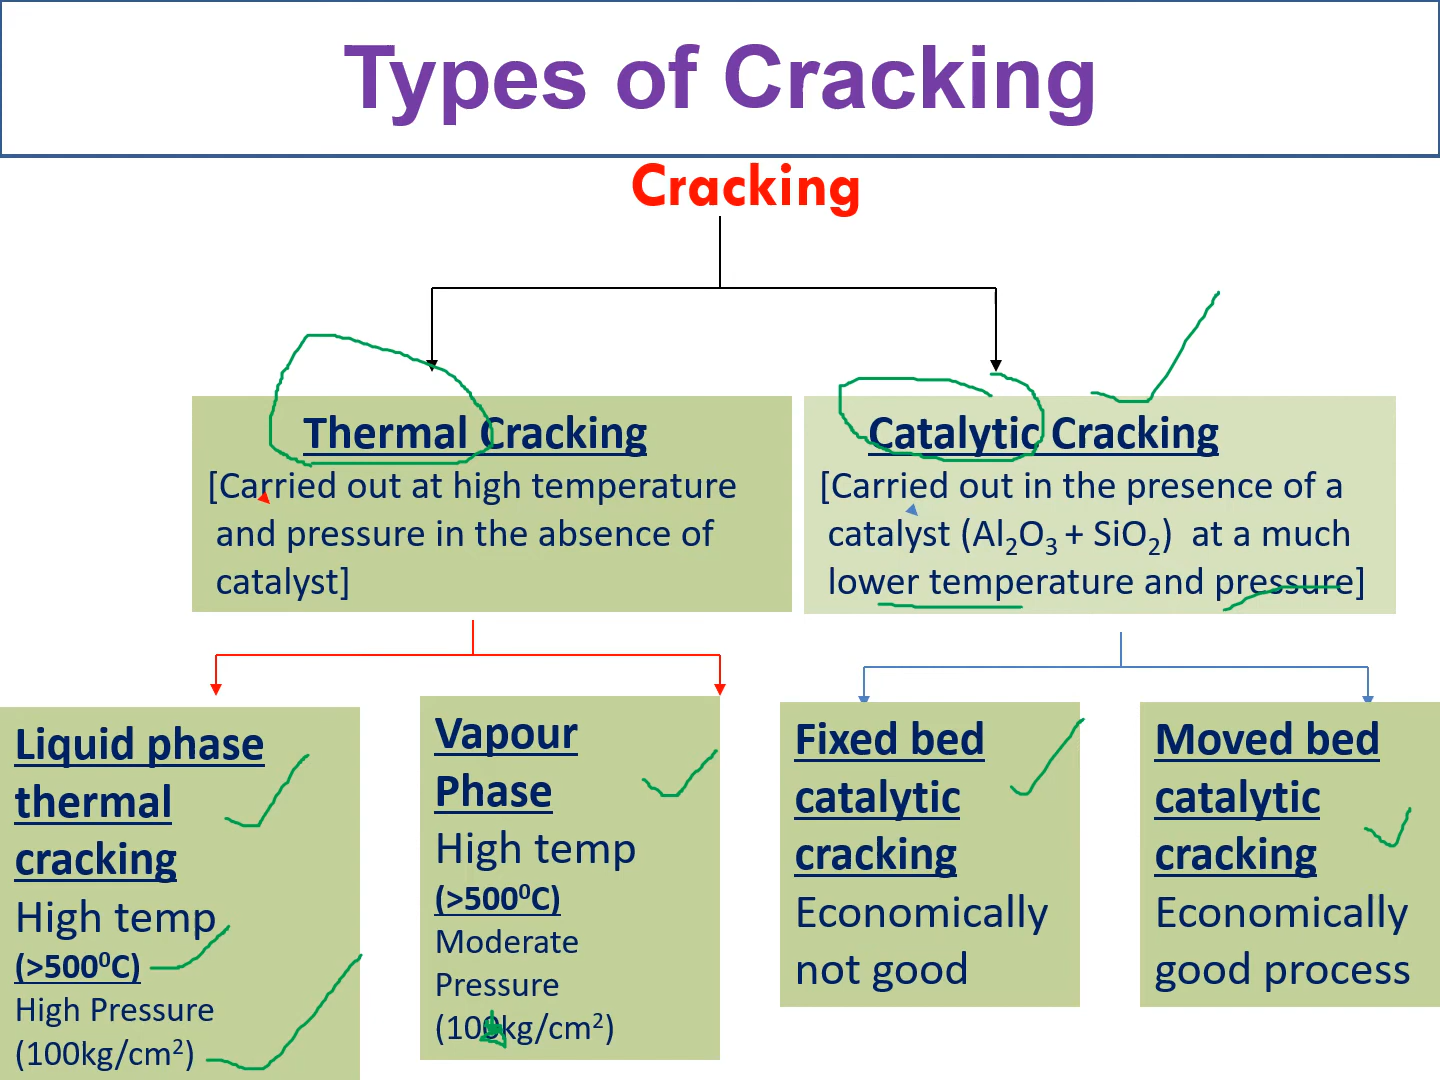 Types of Cracking
Cracking
Thermal Cracking
[Carried out at high temperature
and pressure in the absence of
catalyst]
Catalytic Cracking
[Carried out in the presence of a
catalyst (Al₂O₃ + SiO₂) at a much
lower temperature and pressure]
Liquid phase
thermal
cracking
High temp
(>500⁰C)
High Pressure
(100kg/cm²)
Vapour
Phase
High temp
(>500⁰C)
Moderate
Pressure
(100kg/cm²)
Fixed bed
catalytic
cracking
Economically
not good
Moved bed
catalytic
cracking
Economically
good process